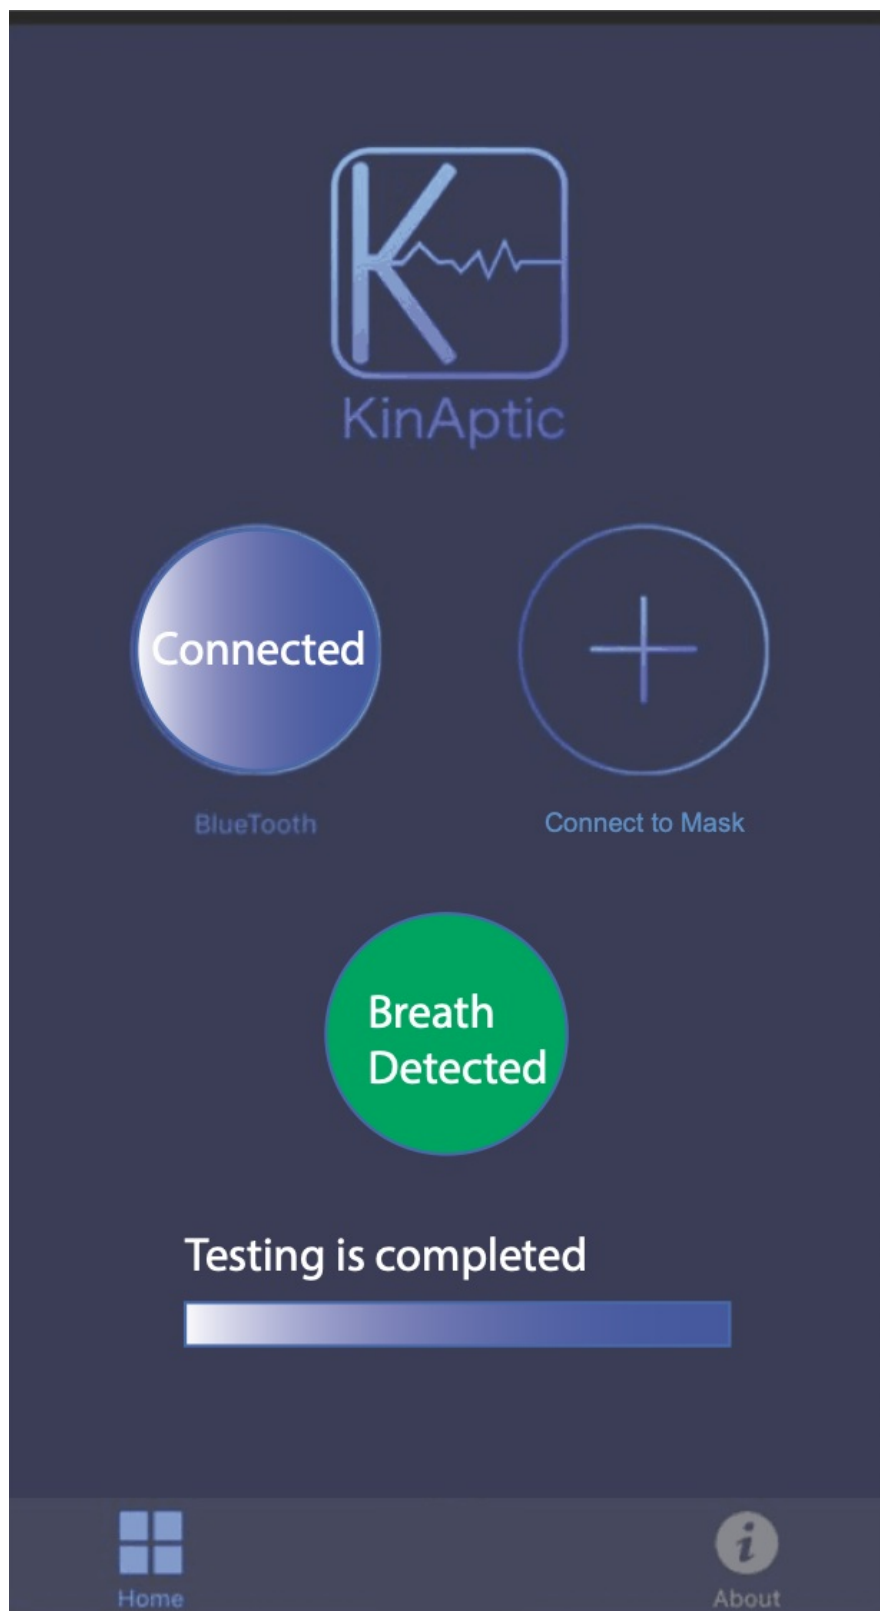 KinAptic
Connected
BlueTooth
Connect to Mask
Breath
Detected
Testing is completed
Home
About